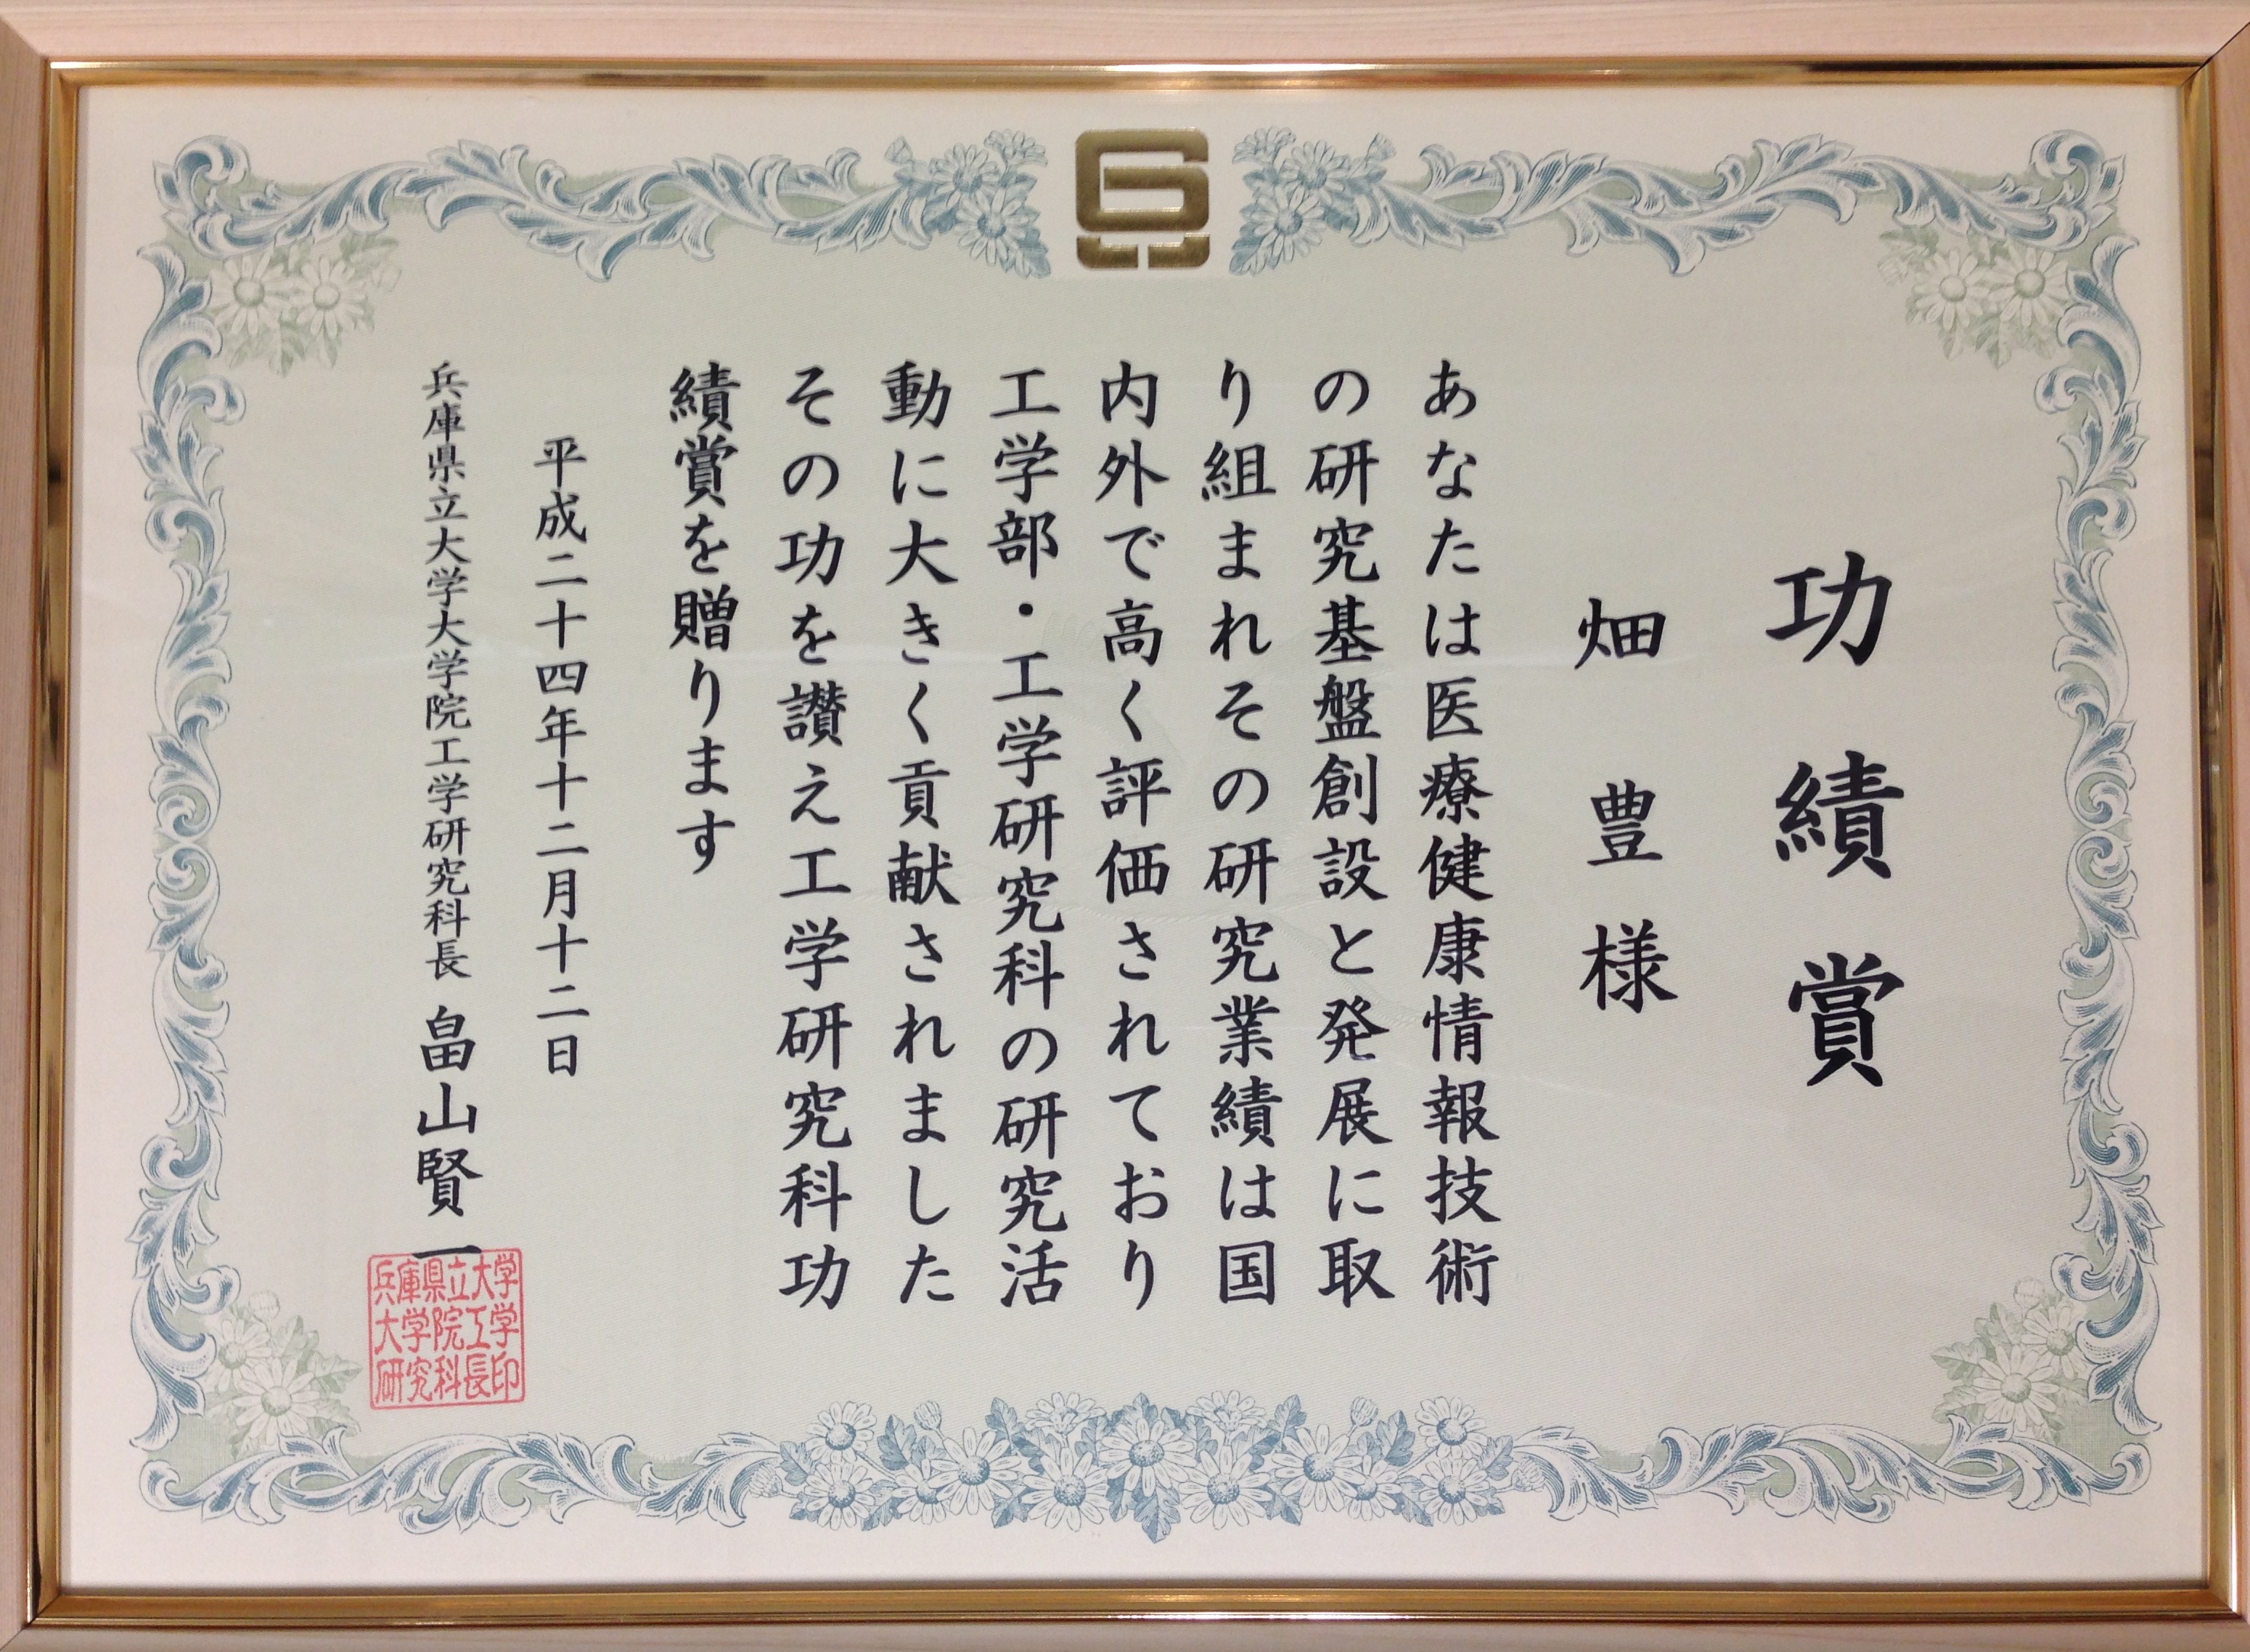 功績賞
畑 豊 様
あなたは医療健康情報技術
の研究基盤創設と発展に取
り組まれその研究業績は国
内外で高く評価されており
工学部・工学研究科の研究活
動に大きく貢献されました
その功を讃え工学研究科功
績賞を贈ります
平成二十四年十二月十二日
兵庫県立大学大学院工学研究科長 畠山賢一
兵庫県立大学
大学院工学
研究科長印